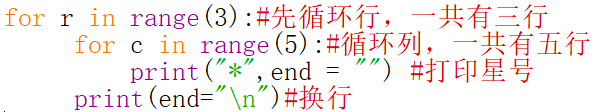 for r in range(3):#先循环行，一共有三行
    for c in range(5):#循环列，一共有五行
        print("*",end = "") #打印星号
    print(end="\n")#换行